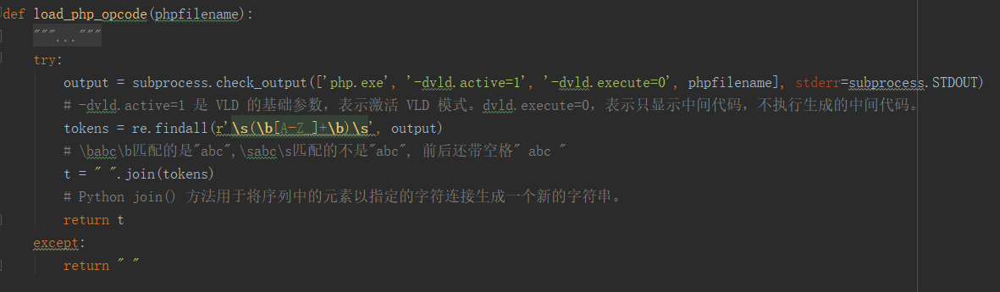 def load_php_opcode(phpfilename):
"""..."""
try:
output = subprocess.check_output(['php.exe', '-dvld.active=1', '-dvld.execute=0', phpfilename], stderr=subprocess.STDOUT)
# -dvld.active=1 是 VLD 的基础参数，表示激活 VLD 模式。dvld.execute=0，表示只显示中间代码，不执行生成的中间代码。
tokens = re.findall(r'\s(\b[A-Z_]+\b)\s', output)
# \babc\b匹配的是"abc",\sabc\s匹配的不是"abc", 前后还带空格" abc "
t = " ".join(tokens)
# Python join() 方法用于将序列中的元素以指定的字符连接生成一个新的字符串。
return t
except:
return " "